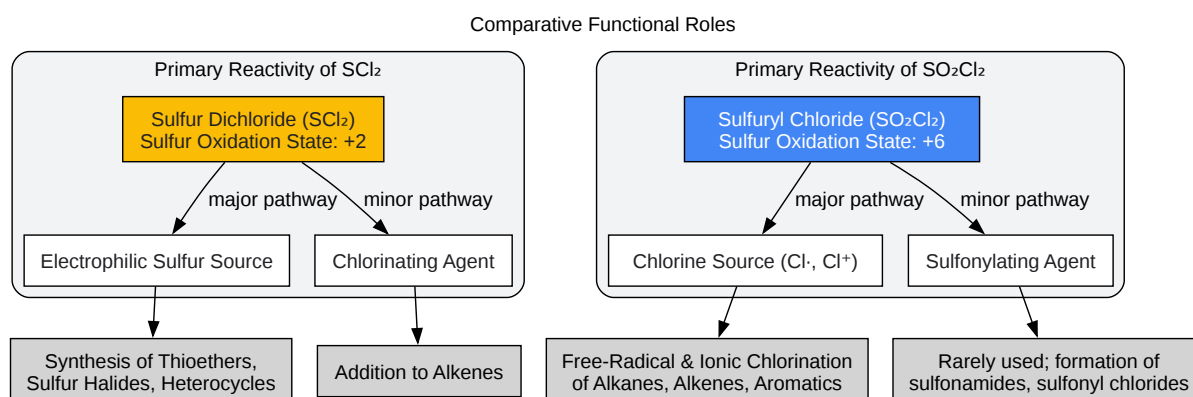 Comparative Functional Roles
Primary Reactivity of SCl₂
Sulfur Dichloride (SCl₂)
Sulfur Oxidation State: +2
major pathway
minor pathway
Electrophilic Sulfur Source
Chlorinating Agent
Synthesis of Thioethers,
Sulfur Halides, Heterocycles
Addition to Alkenes
Primary Reactivity of SO₂Cl₂
Sulfuryl Chloride (SO₂Cl₂)
Sulfur Oxidation State: +6
major pathway
minor pathway
Chlorine Source (Cl·, Cl⁺)
Sulfonylating Agent
Free-Radical & Ionic Chlorination
of Alkanes, Alkenes, Aromatics
Rarely used; formation of
sulfonamides, sulfonyl chlorides